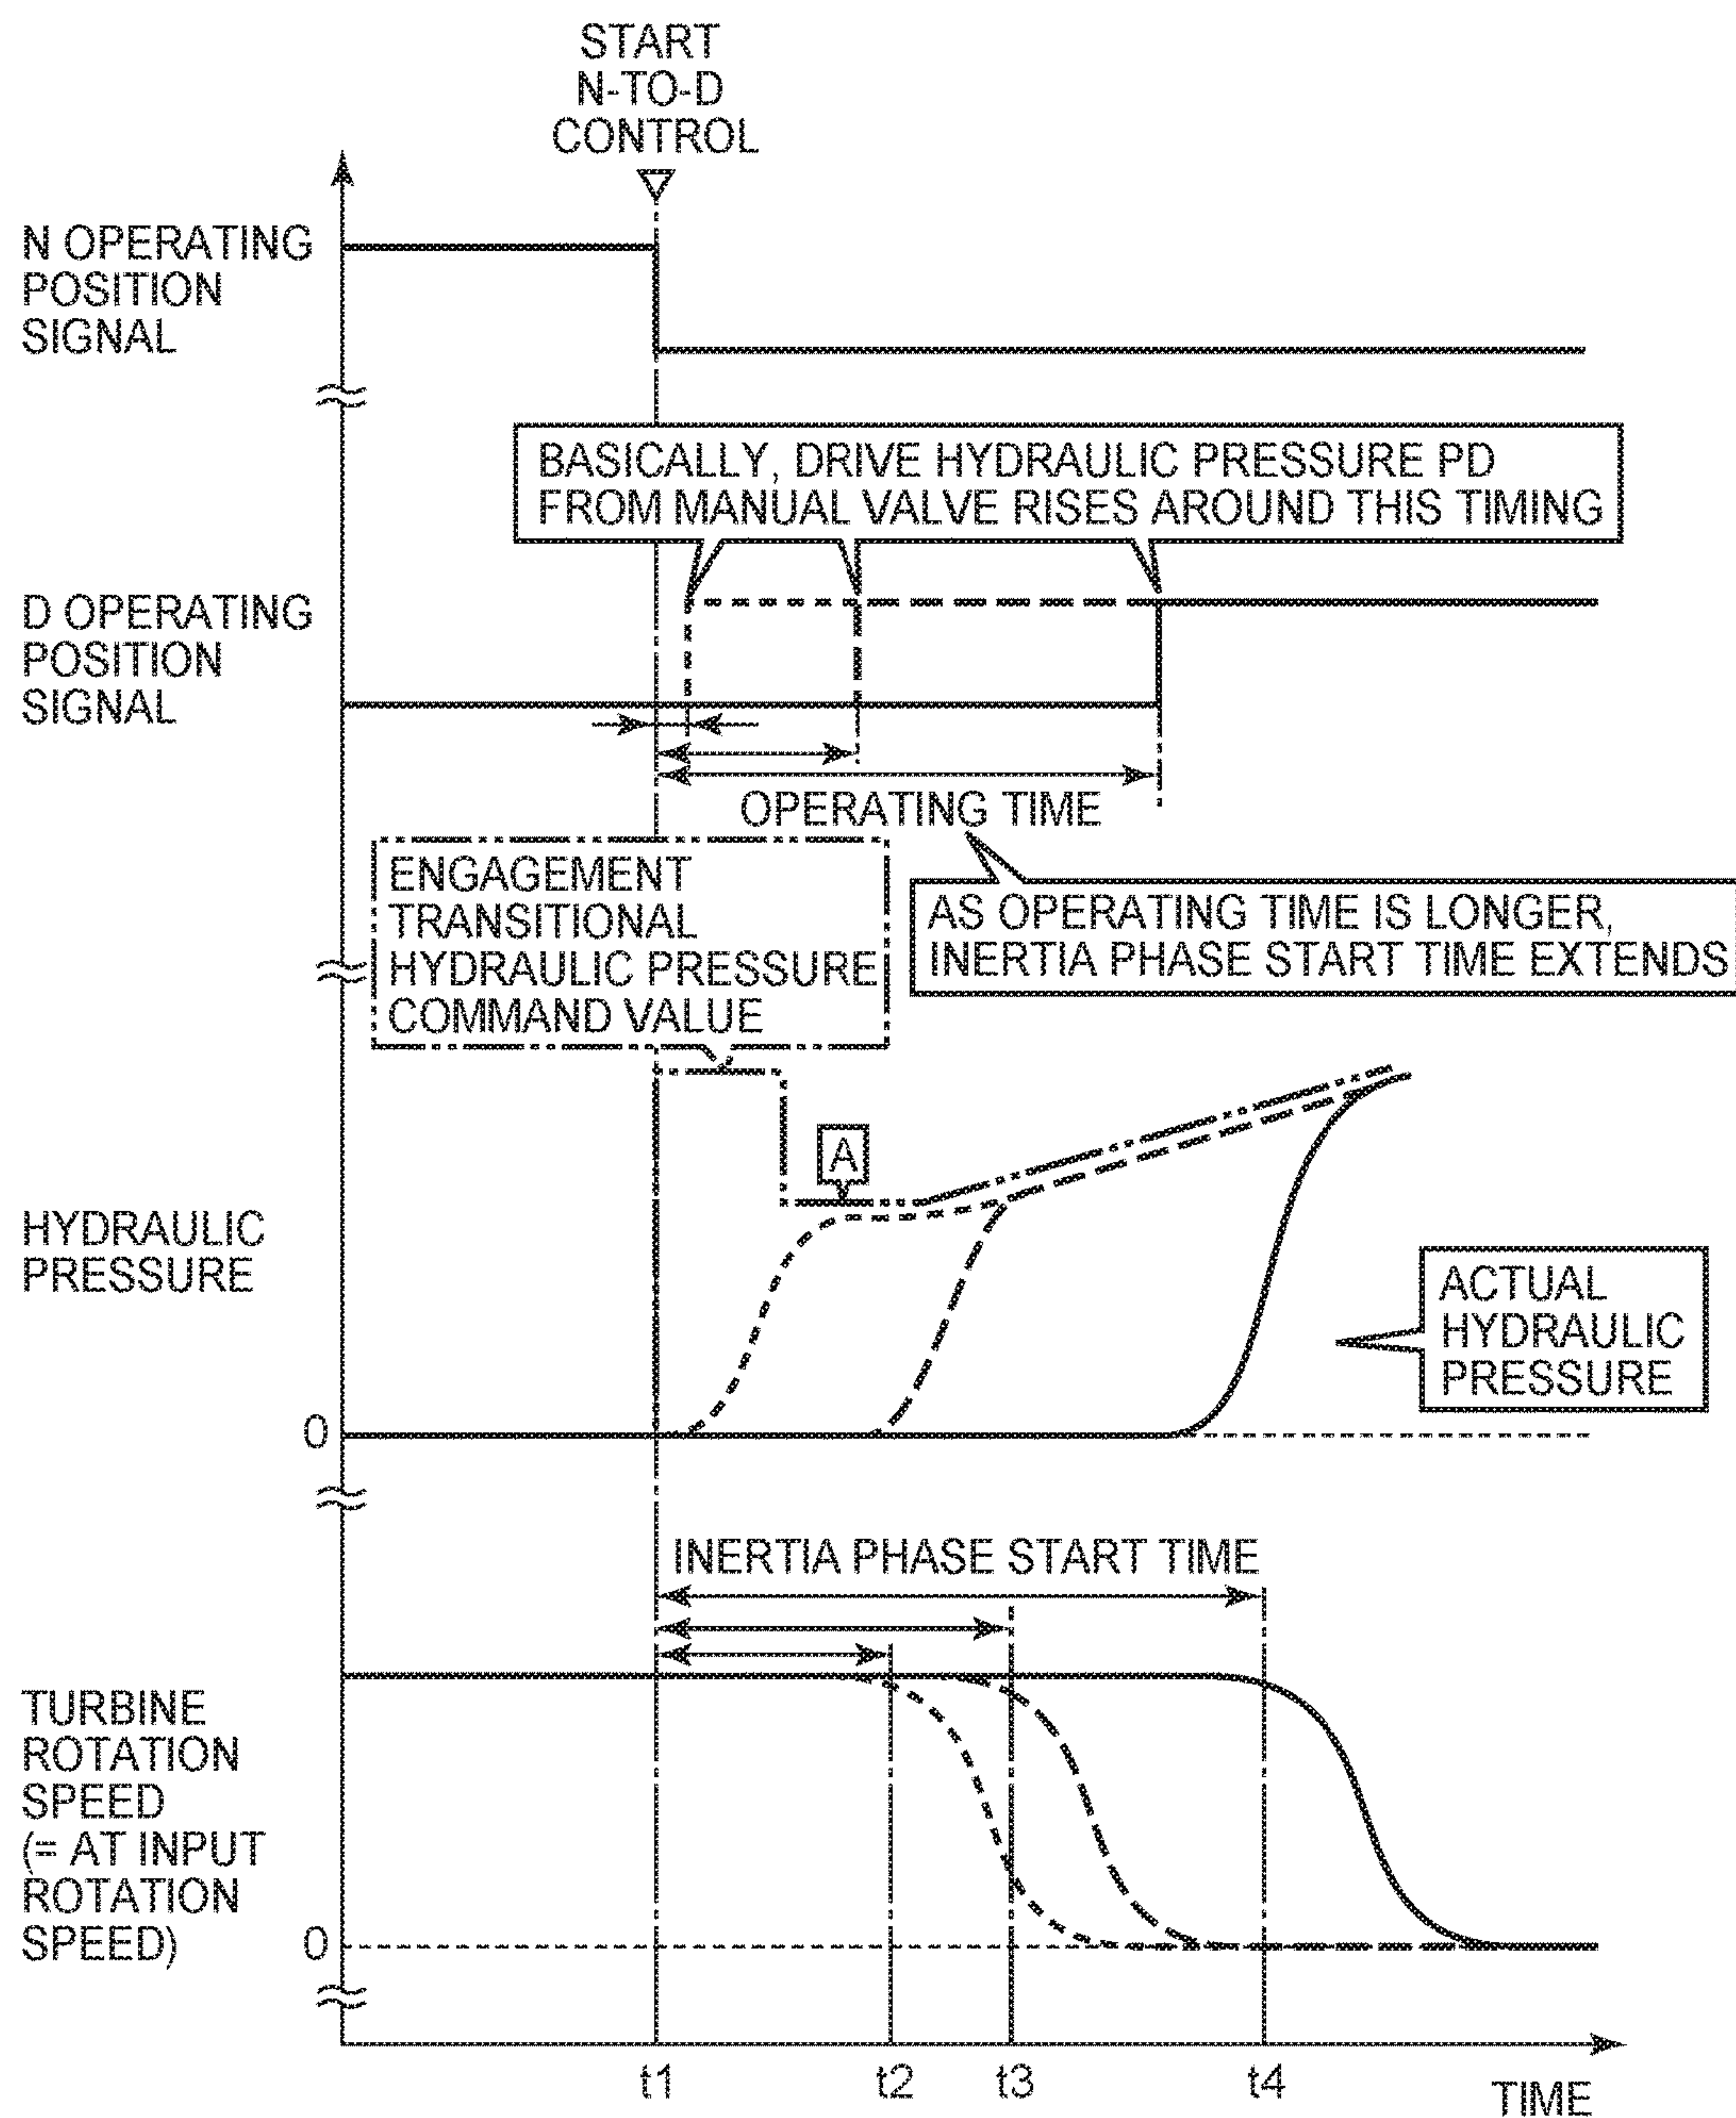 START
N-TO-D
CONTROL
N OPERATING
POSITION
SIGNAL
BASICALLY, DRIVE HYDRAULIC PRESSURE PD
FROM MANUAL VALVE RISES AROUND THIS TIMING
D OPERATING
POSITION
SIGNAL
OPERATING TIME
ENGAGEMENT
TRANSITIONAL
HYDRAULIC PRESSURE
COMMAND VALUE
AS OPERATING TIME IS LONGER,
INERTIA PHASE START TIME EXTENDS
A
HYDRAULIC
PRESSURE
ACTUAL
HYDRAULIC
PRESSURE
0
INERTIA PHASE START TIME
TURBINE
ROTATION
SPEED
(= AT INPUT
ROTATION
SPEED)
0
t1 t2 t3 t4
TIME